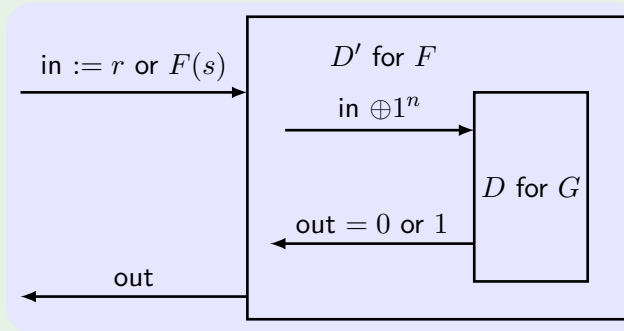 in := r or F(s)
D′ for F
in ⊕1ⁿ
D for G
out = 0 or 1
out